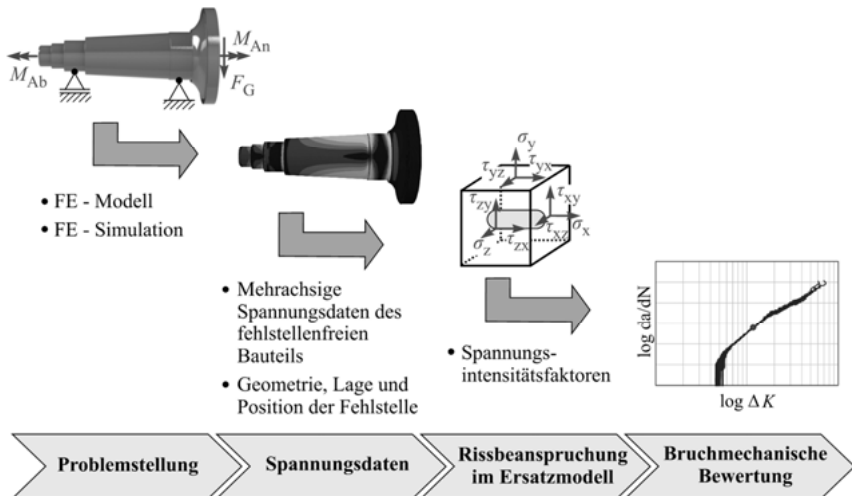 M_Ab
M_An
F_G
• FE - Modell
• FE - Simulation
• Mehrachsige
Spannungsdaten des
fehlstellenfreien
Bauteils
• Geometrie, Lage und
Position der Fehlstelle
σ_y
τ_yz
τ_yx
τ_zy
τ_xy
σ_z
τ_zx
τ_xz
σ_x
• Spannungs-
intensitätsfaktoren
log da/dN
log ΔK
Problemstellung
Spannungsdaten
Rissbeanspruchung
im Ersatzmodell
Bruchmechanische
Bewertung